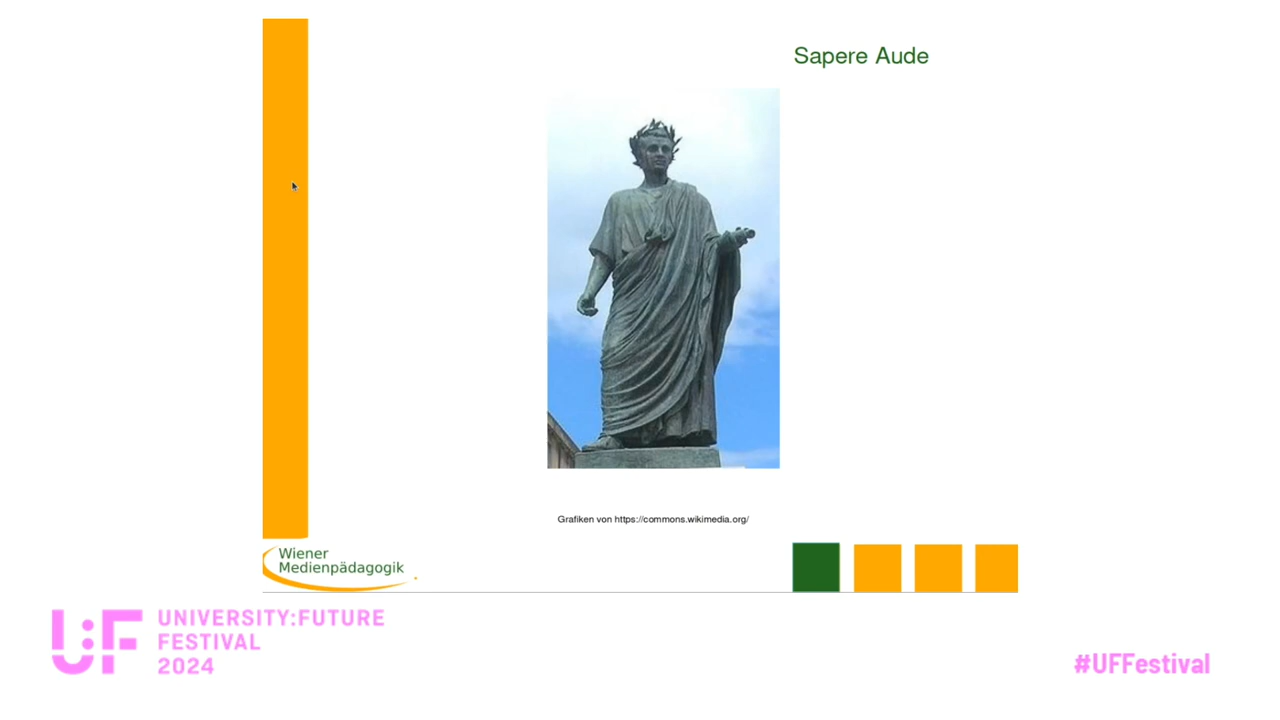 Sapere Aude
Grafiken von https://commons.wikimedia.org/
Wiener
Medienpädagogik
U:F
UNIVERSITY:FUTURE
FESTIVAL
2024
#UFFestival